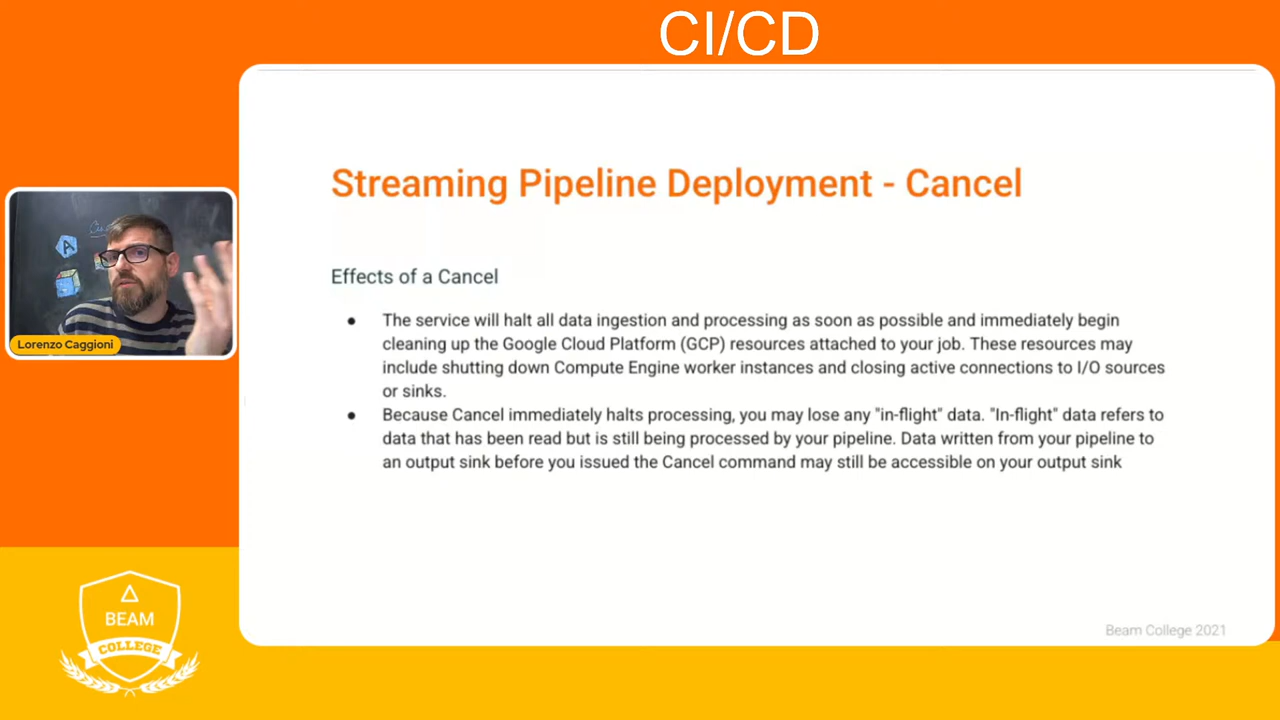 CI/CD
Streaming Pipeline Deployment - Cancel
Effects of a Cancel
● The service will halt all data ingestion and processing as soon as possible and immediately begin
cleaning up the Google Cloud Platform (GCP) resources attached to your job. These resources may
include shutting down Compute Engine worker instances and closing active connections to I/O sources
or sinks.
● Because Cancel immediately halts processing, you may lose any "in-flight" data. "In-flight" data refers to
data that has been read but is still being processed by your pipeline. Data written from your pipeline to
an output sink before you issued the Cancel command may still be accessible on your output sink
A
Lorenzo Caggioni
BEAM
COLLEGE
Beam College 2021